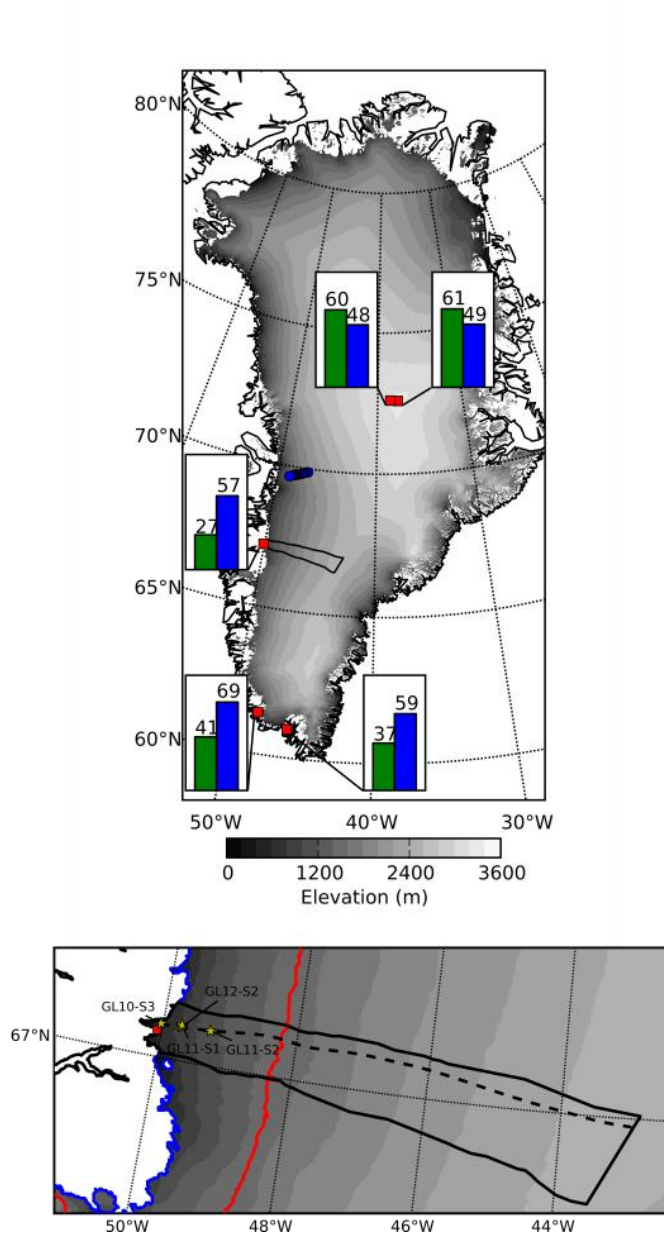 80°N
75°N
60 48
61 49
70°N
27 57
65°N
41 69
37 59
60°N
50°W 40°W 30°W
0 1200 2400 3600
Elevation (m)
GL12-S2
GL10-S3
67°N
GL11-S1 GL11-S2
50°W 48°W 46°W 44°W